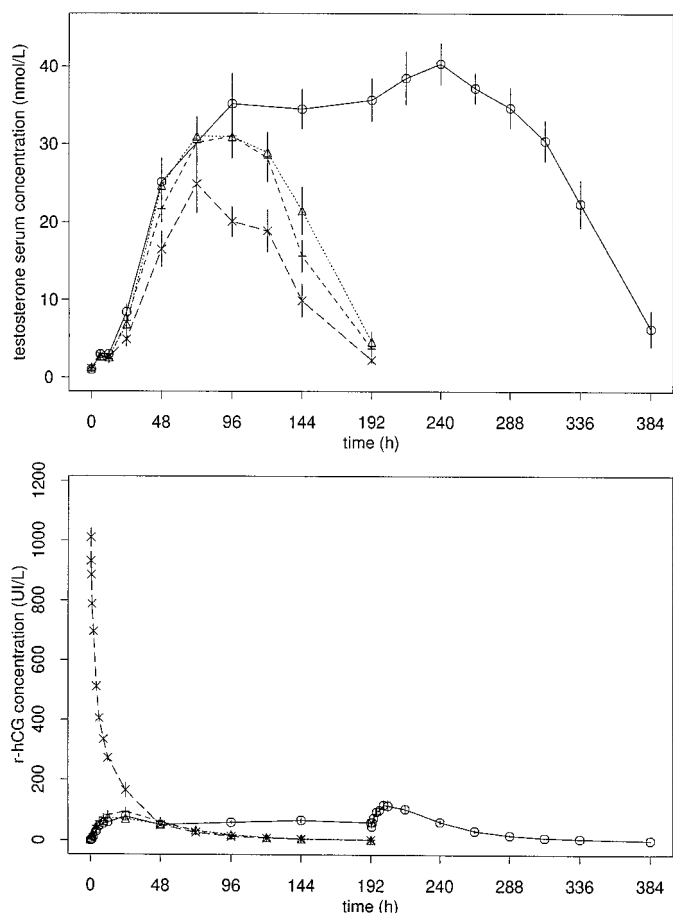 testosterone serum concentration (nmol/L)
40
30
20
10
0
0 48 96 144 192 240 288 336 384
time (h)
r-hCG concentration (UI/L)
1200
1000
800
600
400
200
0
0 48 96 144 192 240 288 336 384
time (h)